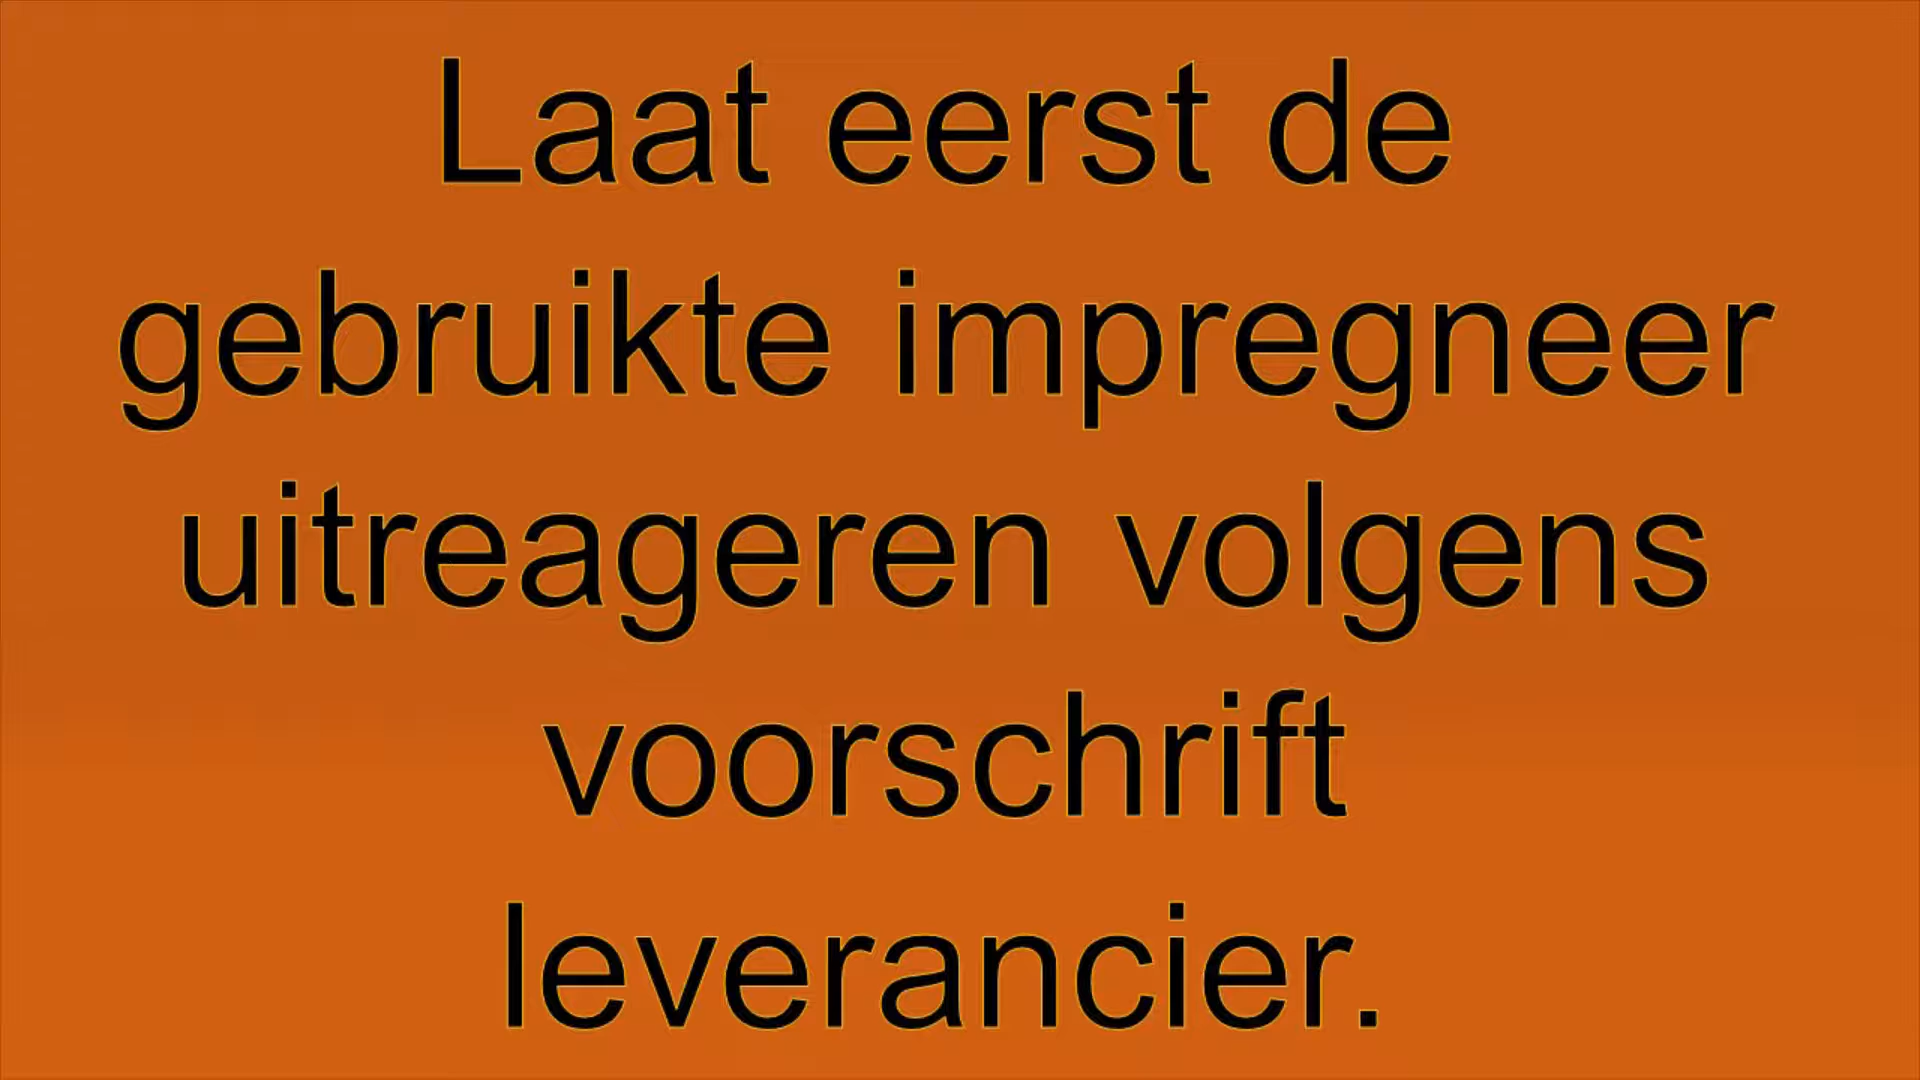 Laat eerst de
gebruikte impregneer
uitreageren volgens
voorschrift
leverancier.